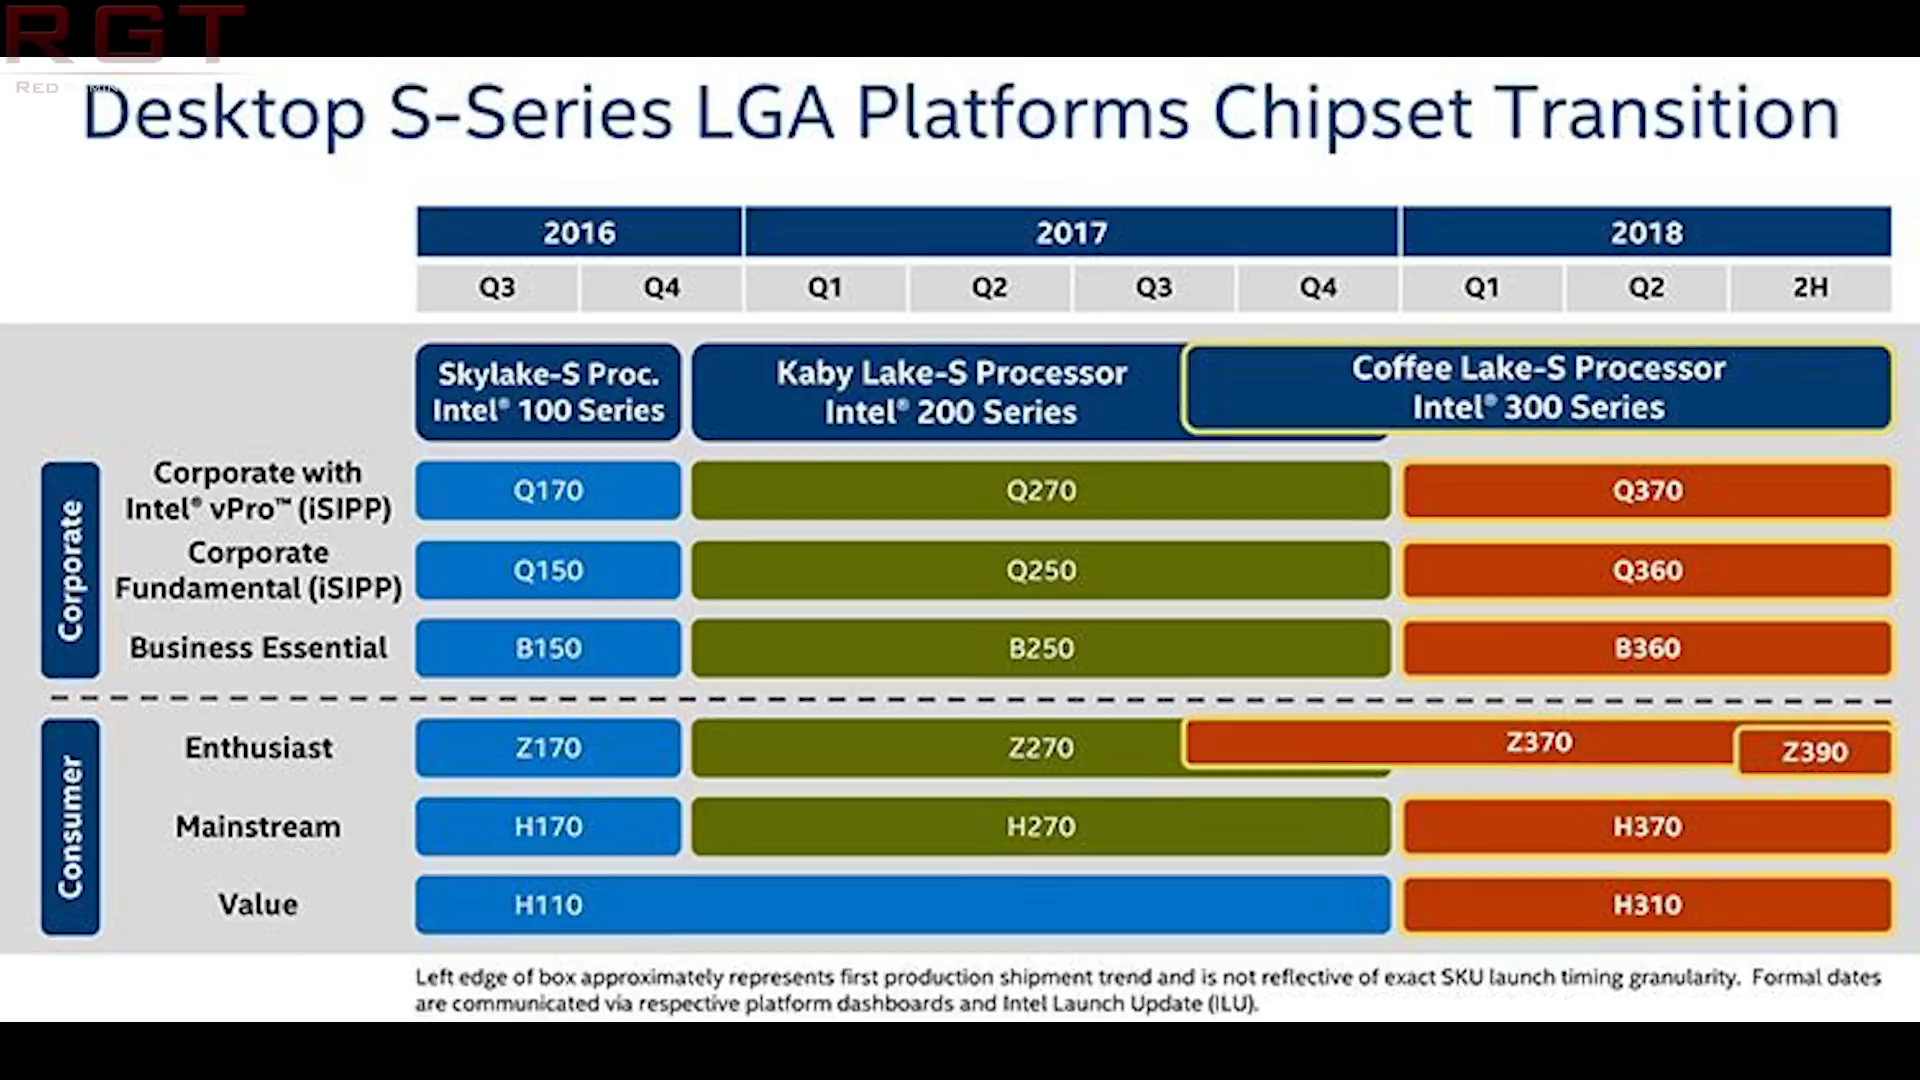 RGT
RED
Desktop S-Series LGA Platforms Chipset Transition
2016 2017 2018
Q3 Q4 Q1 Q2 Q3 Q4 Q1 Q2 2H
Skylake-S Proc.
Intel® 100 Series
Kaby Lake-S Processor
Intel® 200 Series
Coffee Lake-S Processor
Intel® 300 Series
Corporate
Corporate with
Intel® vPro™ (iSIPP)
Q170 Q270 Q370
Corporate
Fundamental (iSIPP)
Q150 Q250 Q360
Business Essential B150 B250 B360
Consumer
Enthusiast Z170 Z270 Z370 Z390
Mainstream H170 H270 H370
Value H110 H310
Left edge of box approximately represents first production shipment trend and is not reflective of exact SKU launch timing granularity. Formal dates
are communicated via respective platform dashboards and Intel Launch Update (ILU).